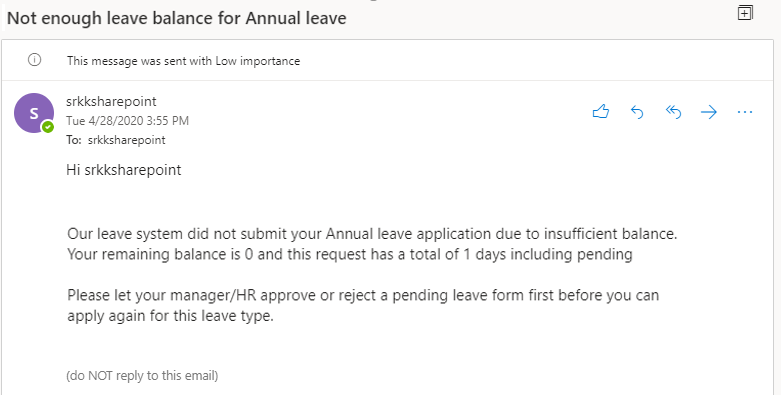 Not enough leave balance for Annual leave
This message was sent with Low importance
S
srkksharepoint
Tue 4/28/2020 3:55 PM
To: srkksharepoint
Hi srkksharepoint
Our leave system did not submit your Annual leave application due to insufficient balance.
Your remaining balance is 0 and this request has a total of 1 days including pending
Please let your manager/HR approve or reject a pending leave form first before you can
apply again for this leave type.
(do NOT reply to this email)